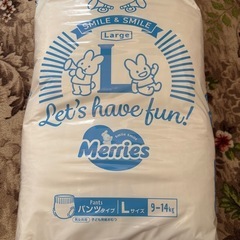 SMILE & SMILE
Large
L
Let's have fun!
Merries
Pants
パンツタイプ Lサイズ 9-14kg